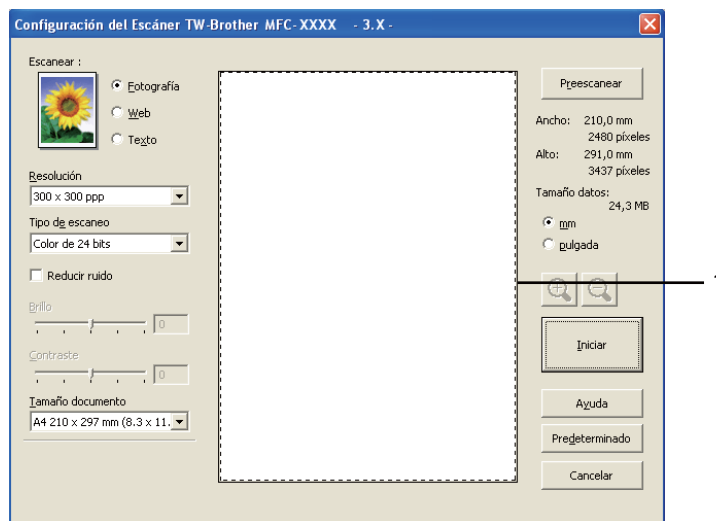 Configuración del Escáner TW-Brother MFC-XXXX - 3.X -
Escanear :
Fotografía
Web
Texto
Resolución
300 x 300 ppp
Tipo de escaneo
Color de 24 bits
Reducir ruido
Brillo
0
Contraste
0
Tamaño documento
A4 210 x 297 mm (8.3 x 11.
Preescanear
Ancho: 210,0 mm
2480 píxeles
Alto: 291,0 mm
3437 píxeles
Tamaño datos:
24,3 MB
mm
pulgada
Iniciar
Ayuda
Predeterminado
Cancelar